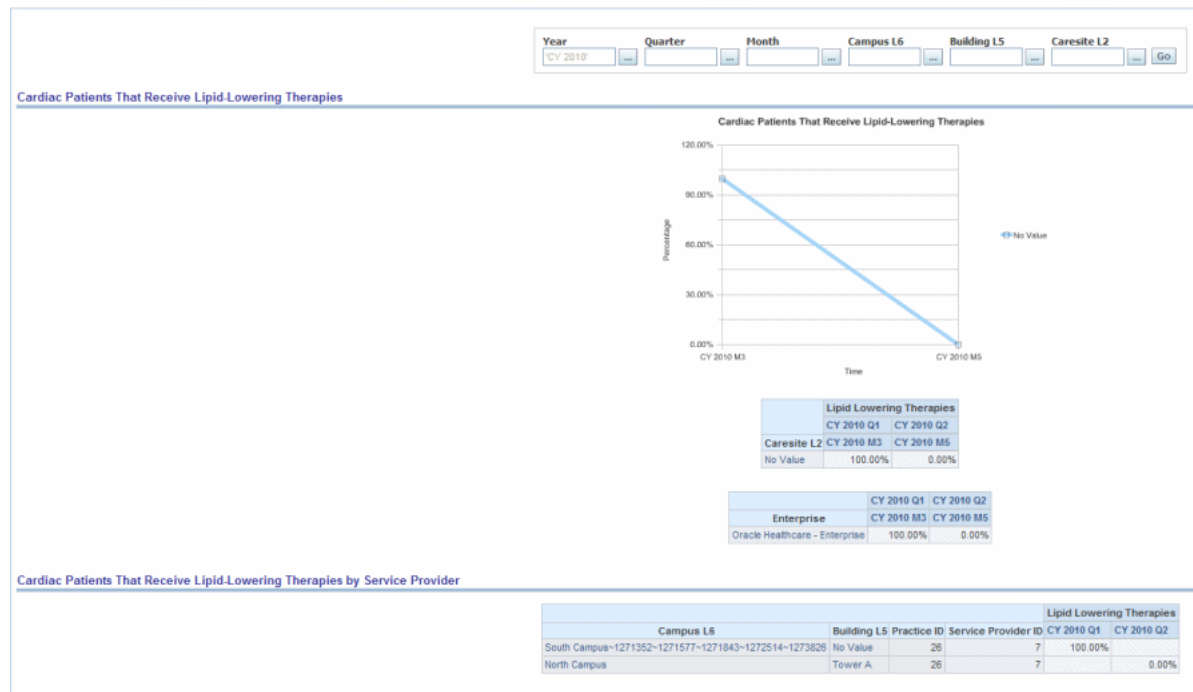 Year Quarter Month Campus L6 Building L5 Caresite L2
'CY 2010' ... ... ... ... ... ... Go
Cardiac Patients That Receive Lipid-Lowering Therapies
Cardiac Patients That Receive Lipid-Lowering Therapies
120.00%
90.00%
60.00%
30.00%
0.00%
Percentage
No Value
CY 2010 M3 CY 2010 M5
Time
Lipid Lowering Therapies
CY 2010 Q1 CY 2010 Q2
Caresite L2 CY 2010 M3 CY 2010 M5
No Value 100.00% 0.00%
CY 2010 Q1 CY 2010 Q2
Enterprise CY 2010 M3 CY 2010 M5
Oracle Healthcare - Enterprise 100.00% 0.00%
Cardiac Patients That Receive Lipid-Lowering Therapies by Service Provider
Lipid Lowering Therapies
Campus L6 Building L5 Practice ID Service Provider ID CY 2010 Q1 CY 2010 Q2
South Campus~1271352~1271577~1271843~1272514~1273826 No Value 26 7 100.00%
North Campus Tower A 26 7 0.00%